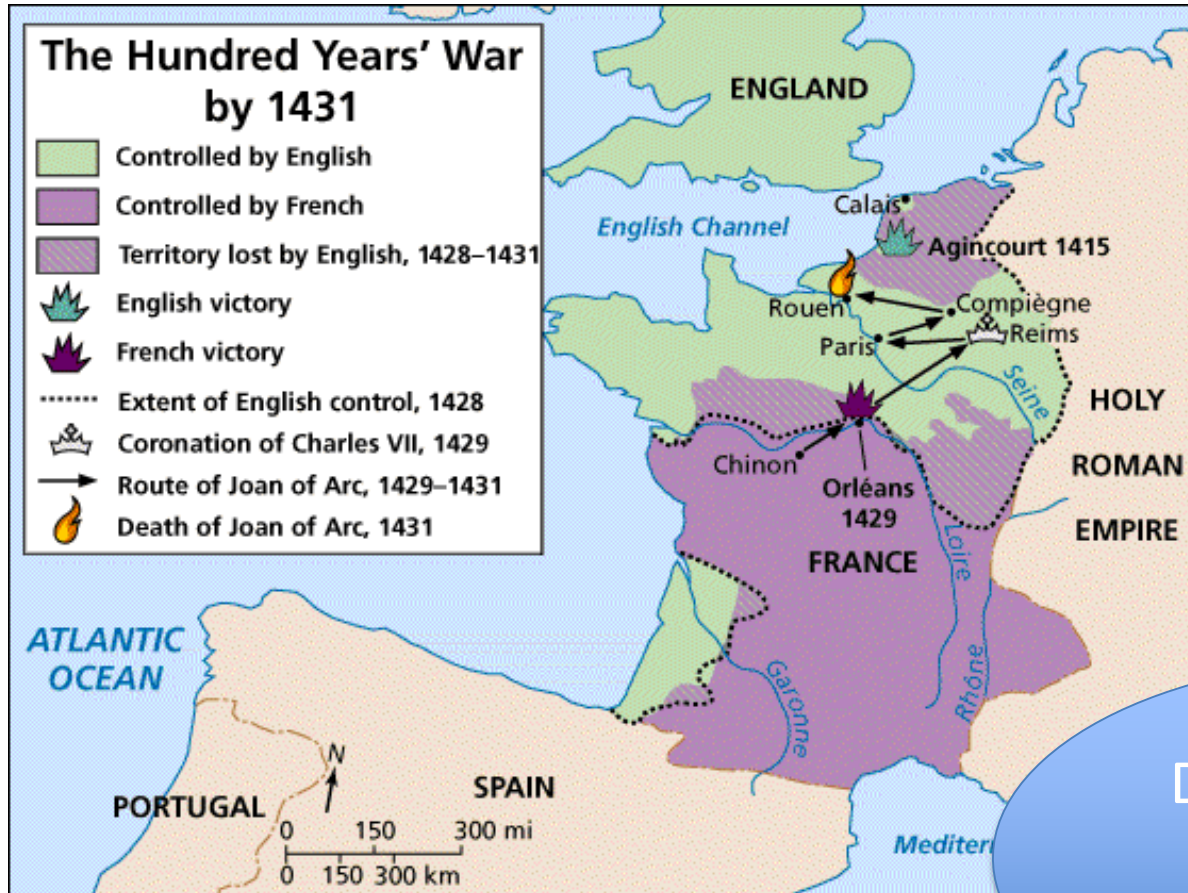 The Hundred Years' War
by 1431
Controlled by English
Controlled by French
Territory lost by English, 1428–1431
English victory
French victory
Extent of English control, 1428
Coronation of Charles VII, 1429
Route of Joan of Arc, 1429–1431
Death of Joan of Arc, 1431
ENGLAND
English Channel
Calais
Agincourt 1415
Rouen
Compiègne
Paris
Reims
Seine
HOLY
ROMAN
EMPIRE
Chinon
Orléans
1429
FRANCE
Loire
Rhône
Garonne
ATLANTIC
OCEAN
N
PORTUGAL
SPAIN
0 150 300 mi
0 150 300 km